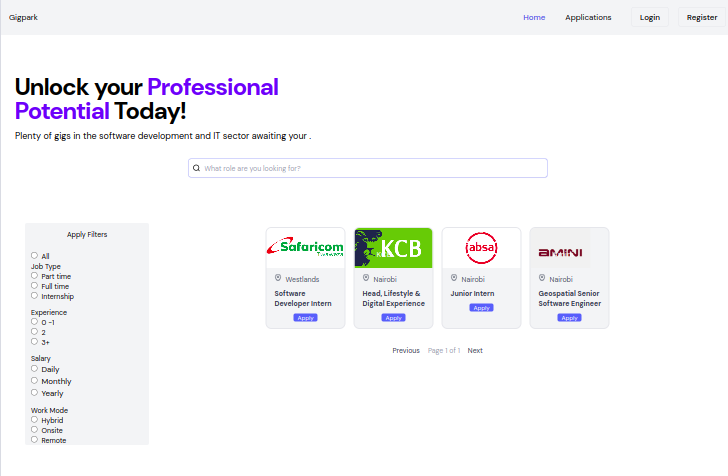 Gigpark
Home
Applications
Login
Register
Unlock your Professional
Potential Today!
Plenty of gigs in the software development and IT sector awaiting your .
What role are you looking for?
Apply Filters
All
Job Type
Part time
Full time
Internship
Experience
0 -1
2
3+
Salary
Daily
Monthly
Yearly
Work Mode
Hybrid
Onsite
Remote
Safaricom
Westlands
Software
Developer Intern
Apply
KCB
Nairobi
Head, Lifestyle &
Digital Experience
Apply
absa
Nairobi
Junior Intern
Apply
AMINI
Nairobi
Geospatial Senior
Software Engineer
Apply
Previous
Page 1 of 1
Next